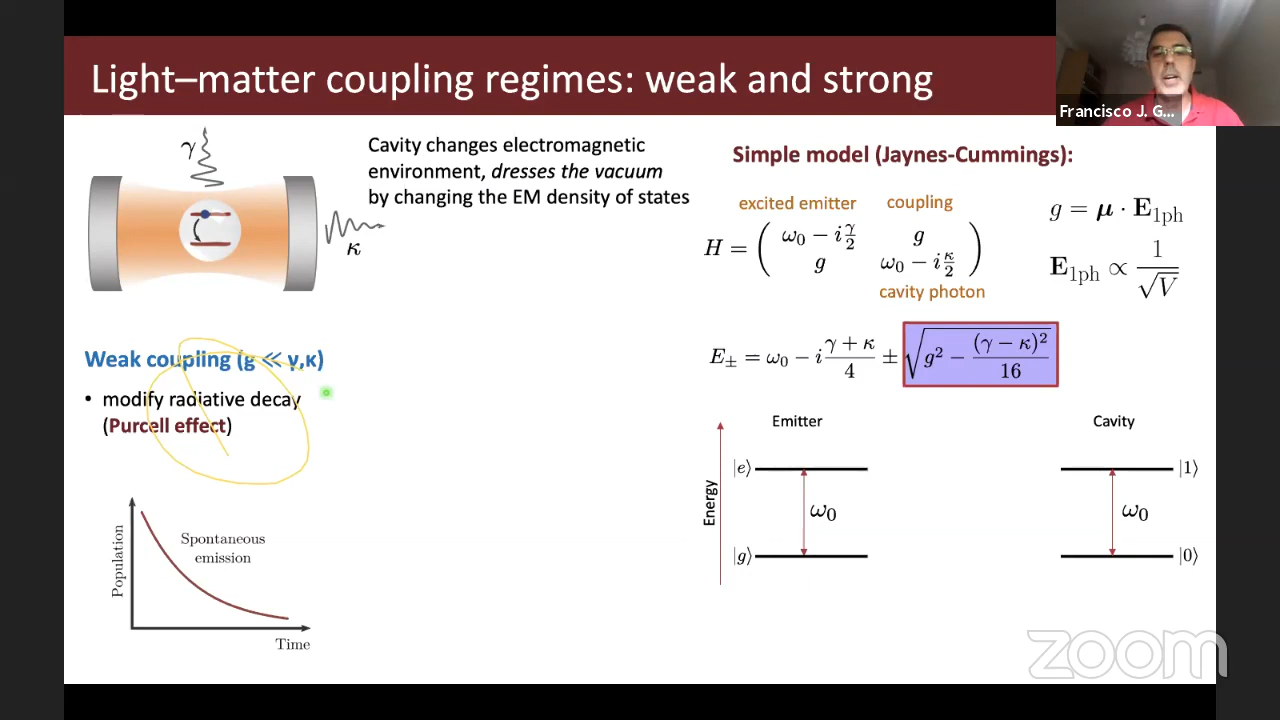 Light–matter coupling regimes: weak and strong
Francisco J. G...
γ
κ
Cavity changes electromagnetic
environment, dresses the vacuum
by changing the EM density of states
Simple model (Jaynes-Cummings):
excited emitter
coupling
H = ( ω₀ − i γ/2   g
g   ω₀ − i κ/2 )
cavity photon
g = μ · E₁ₚₕ
E₁ₚₕ ∝ 1/√V
E± = ω₀ − i (γ + κ)/4 ± √(g² − (γ − κ)²/16)
Weak coupling (g ≪ γ,κ)
• modify radiative decay
(Purcell effect)
Population
Spontaneous
emission
Time
Energy
Emitter
Cavity
|e⟩
|1⟩
ω₀
ω₀
|g⟩
|0⟩
zoom